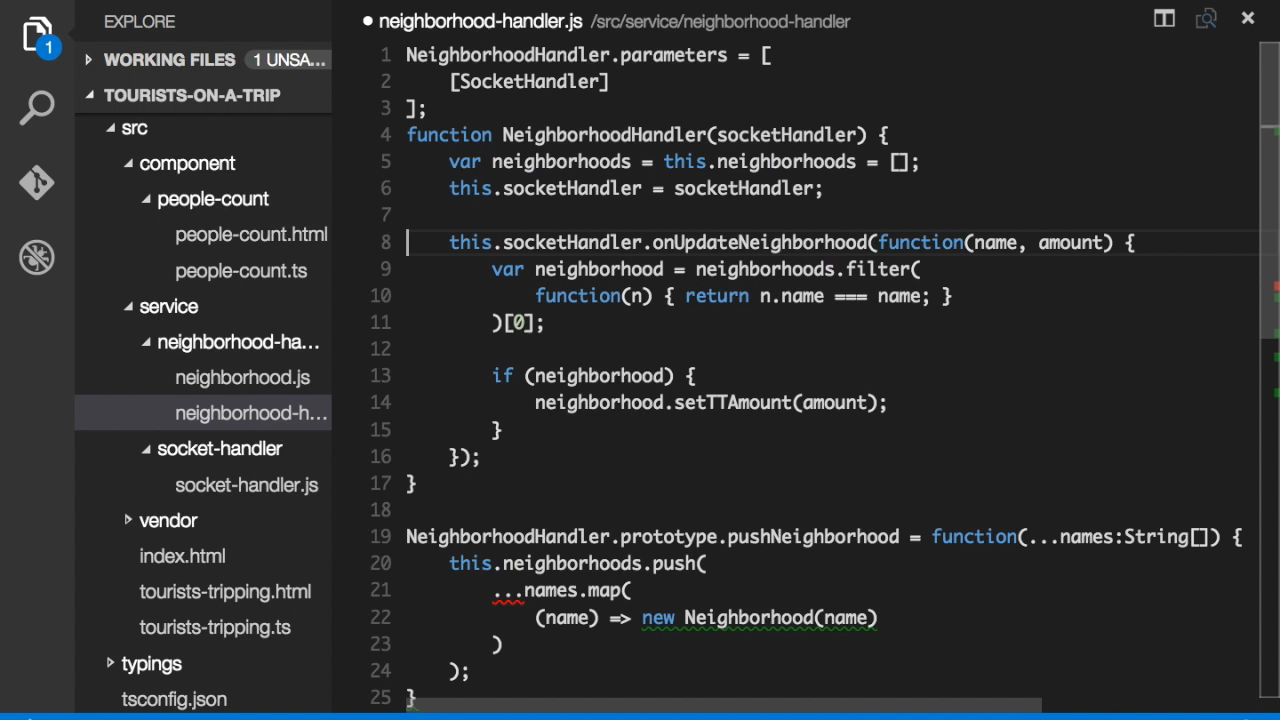 EXPLORE
1
WORKING FILES 1 UNSA...
TOURISTS-ON-A-TRIP
src
component
people-count
people-count.html
people-count.ts
service
neighborhood-ha...
neighborhood.js
neighborhood-h...
socket-handler
socket-handler.js
vendor
index.html
tourists-tripping.html
tourists-tripping.ts
typings
tsconfig.json
● neighborhood-handler.js /src/service/neighborhood-handler
1 NeighborhoodHandler.parameters = [
2     [SocketHandler]
3 ];
4 function NeighborhoodHandler(socketHandler) {
5     var neighborhoods = this.neighborhoods = [];
6     this.socketHandler = socketHandler;
7
8     this.socketHandler.onUpdateNeighborhood(function(name, amount) {
9         var neighborhood = neighborhoods.filter(
10             function(n) { return n.name === name; }
11         )[0];
12
13         if (neighborhood) {
14             neighborhood.setTTAmount(amount);
15         }
16     });
17 }
18
19 NeighborhoodHandler.prototype.pushNeighborhood = function(...names:String[]) {
20     this.neighborhoods.push(
21         ...names.map(
22             (name) => new Neighborhood(name)
23         )
24     );
25 }